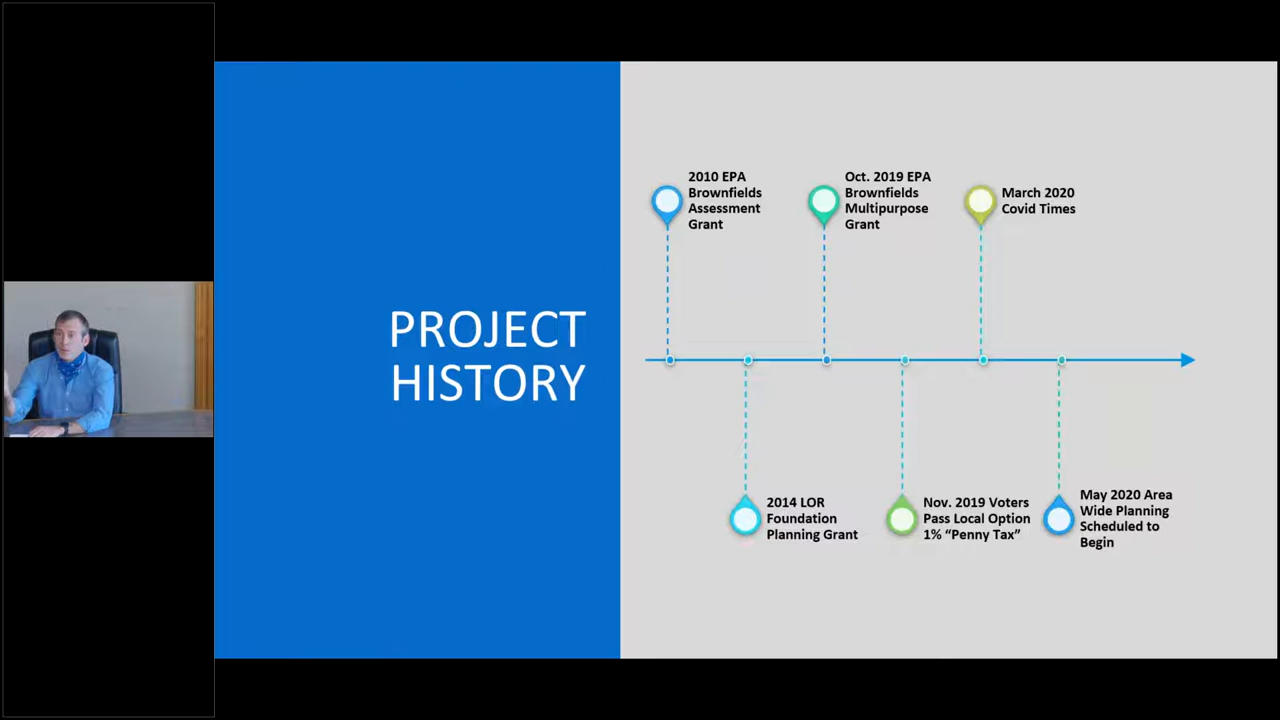 PROJECT
HISTORY
2010 EPA
Brownfields
Assessment
Grant
Oct. 2019 EPA
Brownfields
Multipurpose
Grant
March 2020
Covid Times
2014 LOR
Foundation
Planning Grant
Nov. 2019 Voters
Pass Local Option
1% “Penny Tax”
May 2020 Area
Wide Planning
Scheduled to
Begin